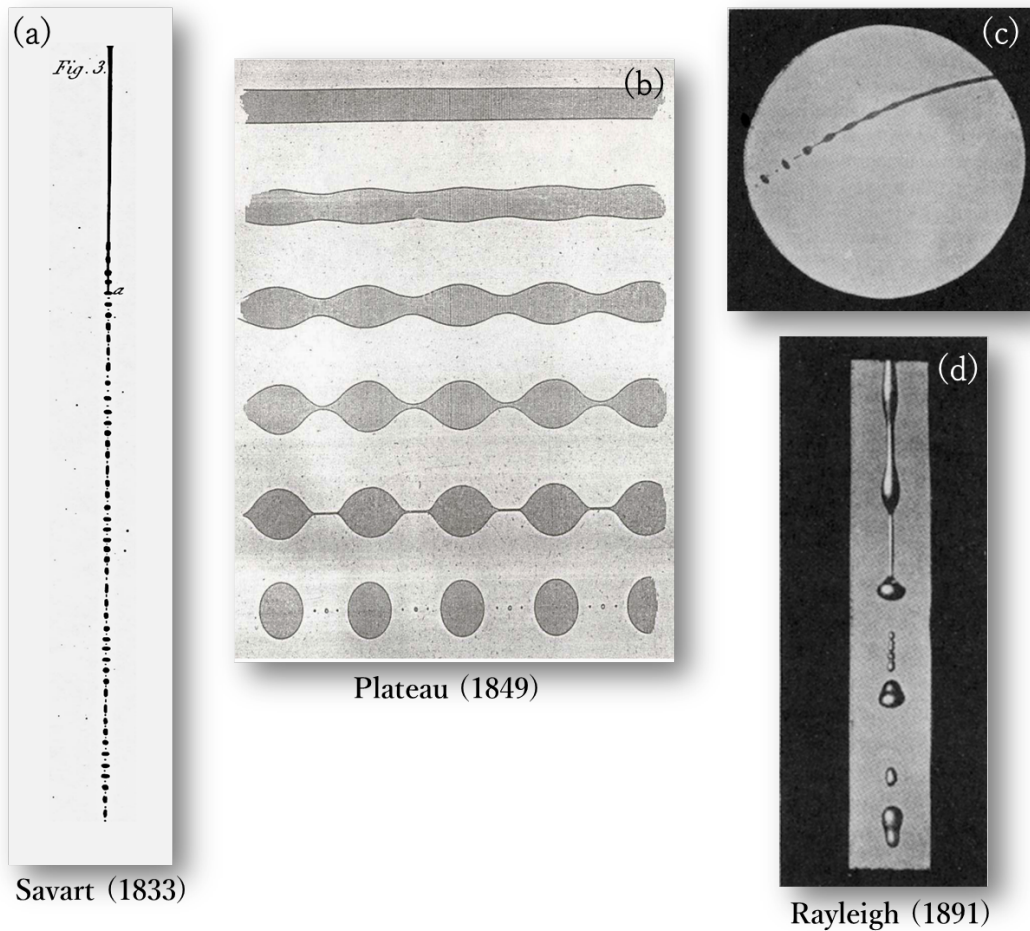 (a)
Fig. 3.
a
Savart (1833)
(b)
Plateau (1849)
(c)
(d)
Rayleigh (1891)